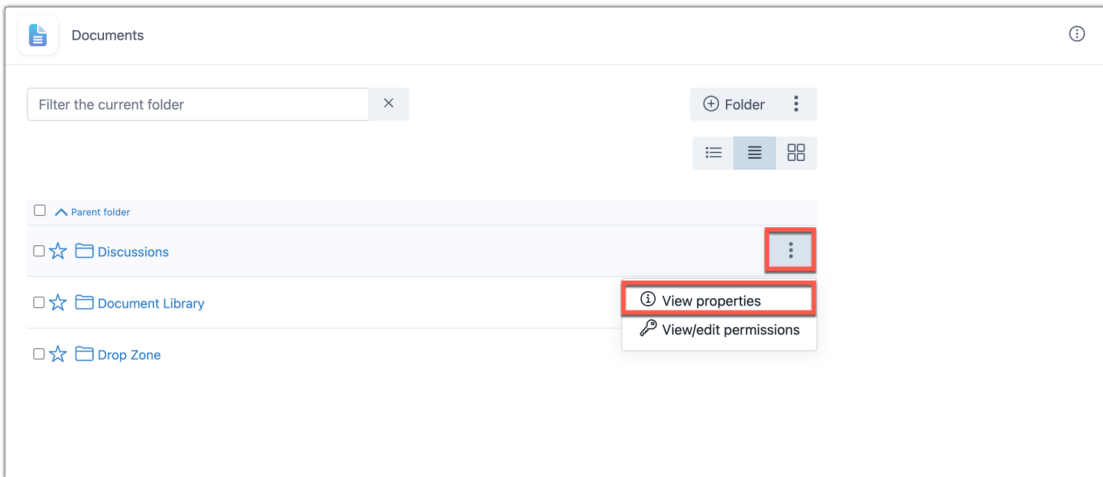 Documents
Filter the current folder
Folder
Parent folder
Discussions
Document Library
View properties
View/edit permissions
Drop Zone